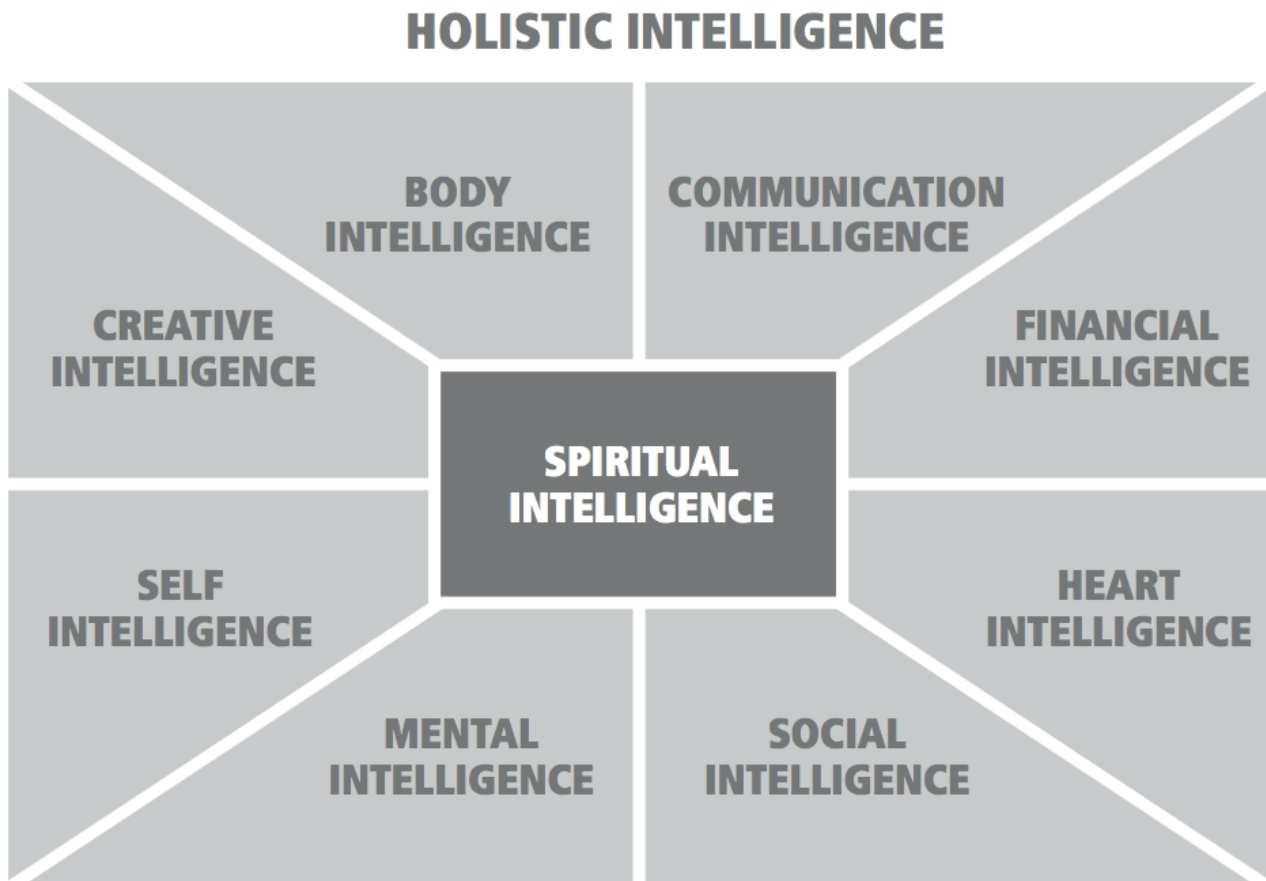 HOLISTIC INTELLIGENCE
BODY
INTELLIGENCE
COMMUNICATION
INTELLIGENCE
CREATIVE
INTELLIGENCE
FINANCIAL
INTELLIGENCE
SPIRITUAL
INTELLIGENCE
SELF
INTELLIGENCE
HEART
INTELLIGENCE
MENTAL
INTELLIGENCE
SOCIAL
INTELLIGENCE